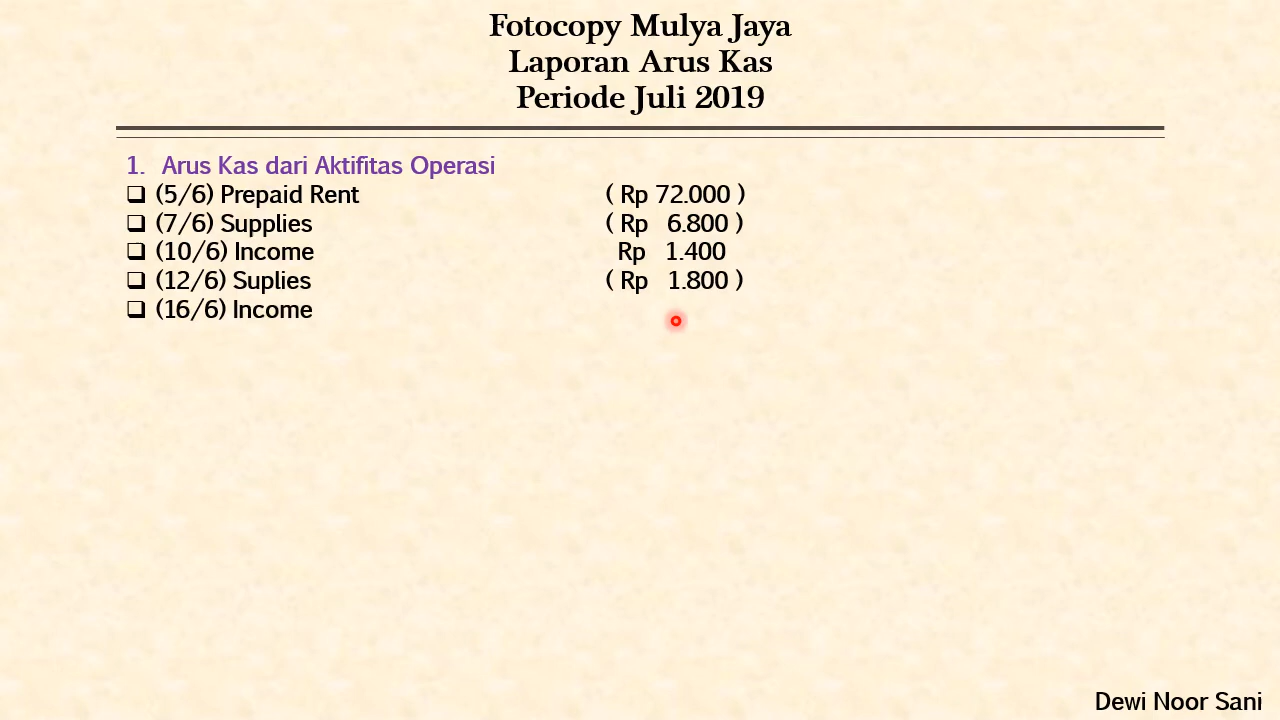 Fotocopy Mulya Jaya
Laporan Arus Kas
Periode Juli 2019
1. Arus Kas dari Aktifitas Operasi
❑ (5/6) Prepaid Rent ( Rp 72.000 )
❑ (7/6) Supplies ( Rp 6.800 )
❑ (10/6) Income Rp 1.400
❑ (12/6) Suplies ( Rp 1.800 )
❑ (16/6) Income
Dewi Noor Sani